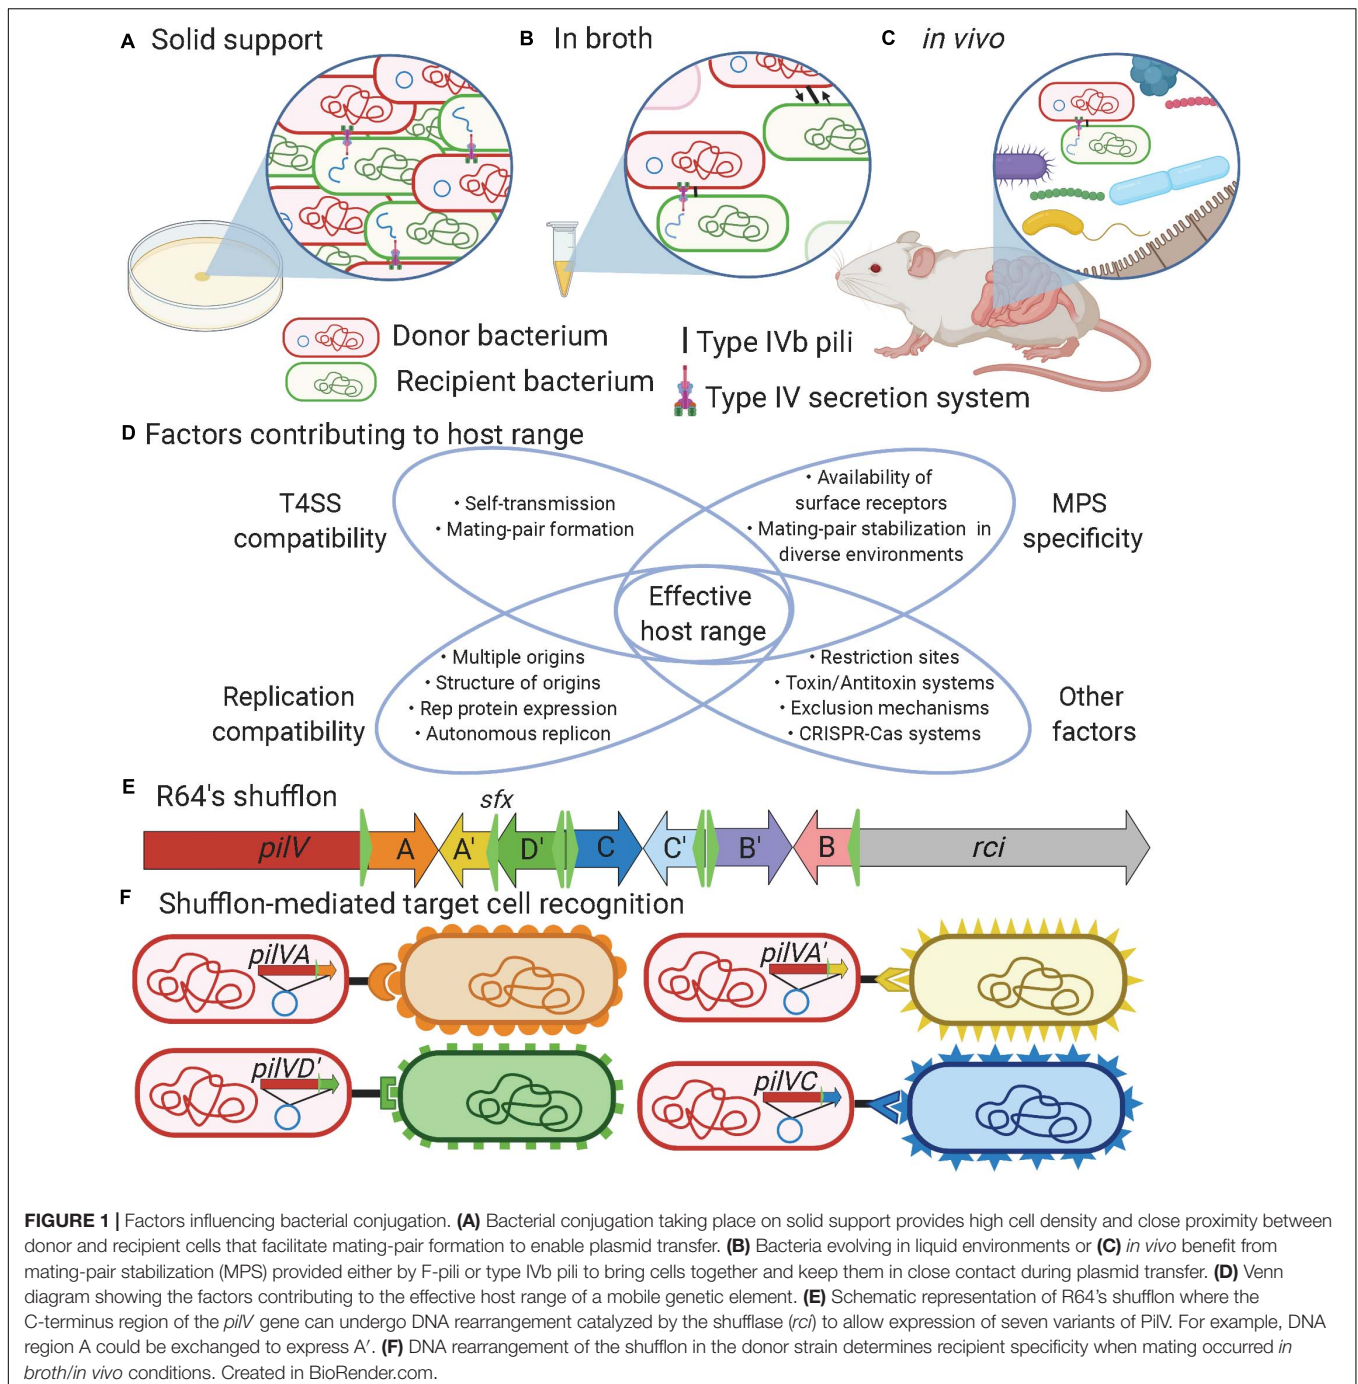 A Solid support
B In broth
C in vivo
Donor bacterium
Recipient bacterium
Type IVb pili
Type IV secretion system
D Factors contributing to host range
T4SS
compatibility
• Self-transmission
• Mating-pair formation
• Availability of
surface receptors
• Mating-pair stabilization in
diverse environments
MPS
specificity
Effective
host range
Replication
compatibility
• Multiple origins
• Structure of origins
• Rep protein expression
• Autonomous replicon
• Restriction sites
• Toxin/Antitoxin systems
• Exclusion mechanisms
• CRISPR-Cas systems
Other
factors
E R64's shufflon
sfx
pilV A A' D' C C' B' B rci
F Shufflon-mediated target cell recognition
pilVA
pilVA'
pilVD'
pilVC
FIGURE 1 | Factors influencing bacterial conjugation. (A) Bacterial conjugation taking place on solid support provides high cell density and close proximity between
donor and recipient cells that facilitate mating-pair formation to enable plasmid transfer. (B) Bacteria evolving in liquid environments or (C) in vivo benefit from
mating-pair stabilization (MPS) provided either by F-pili or type IVb pili to bring cells together and keep them in close contact during plasmid transfer. (D) Venn
diagram showing the factors contributing to the effective host range of a mobile genetic element. (E) Schematic representation of R64's shufflon where the
C-terminus region of the pilV gene can undergo DNA rearrangement catalyzed by the shufflase (rci) to allow expression of seven variants of PilV. For example, DNA
region A could be exchanged to express A′. (F) DNA rearrangement of the shufflon in the donor strain determines recipient specificity when mating occurred in
broth/in vivo conditions. Created in BioRender.com.